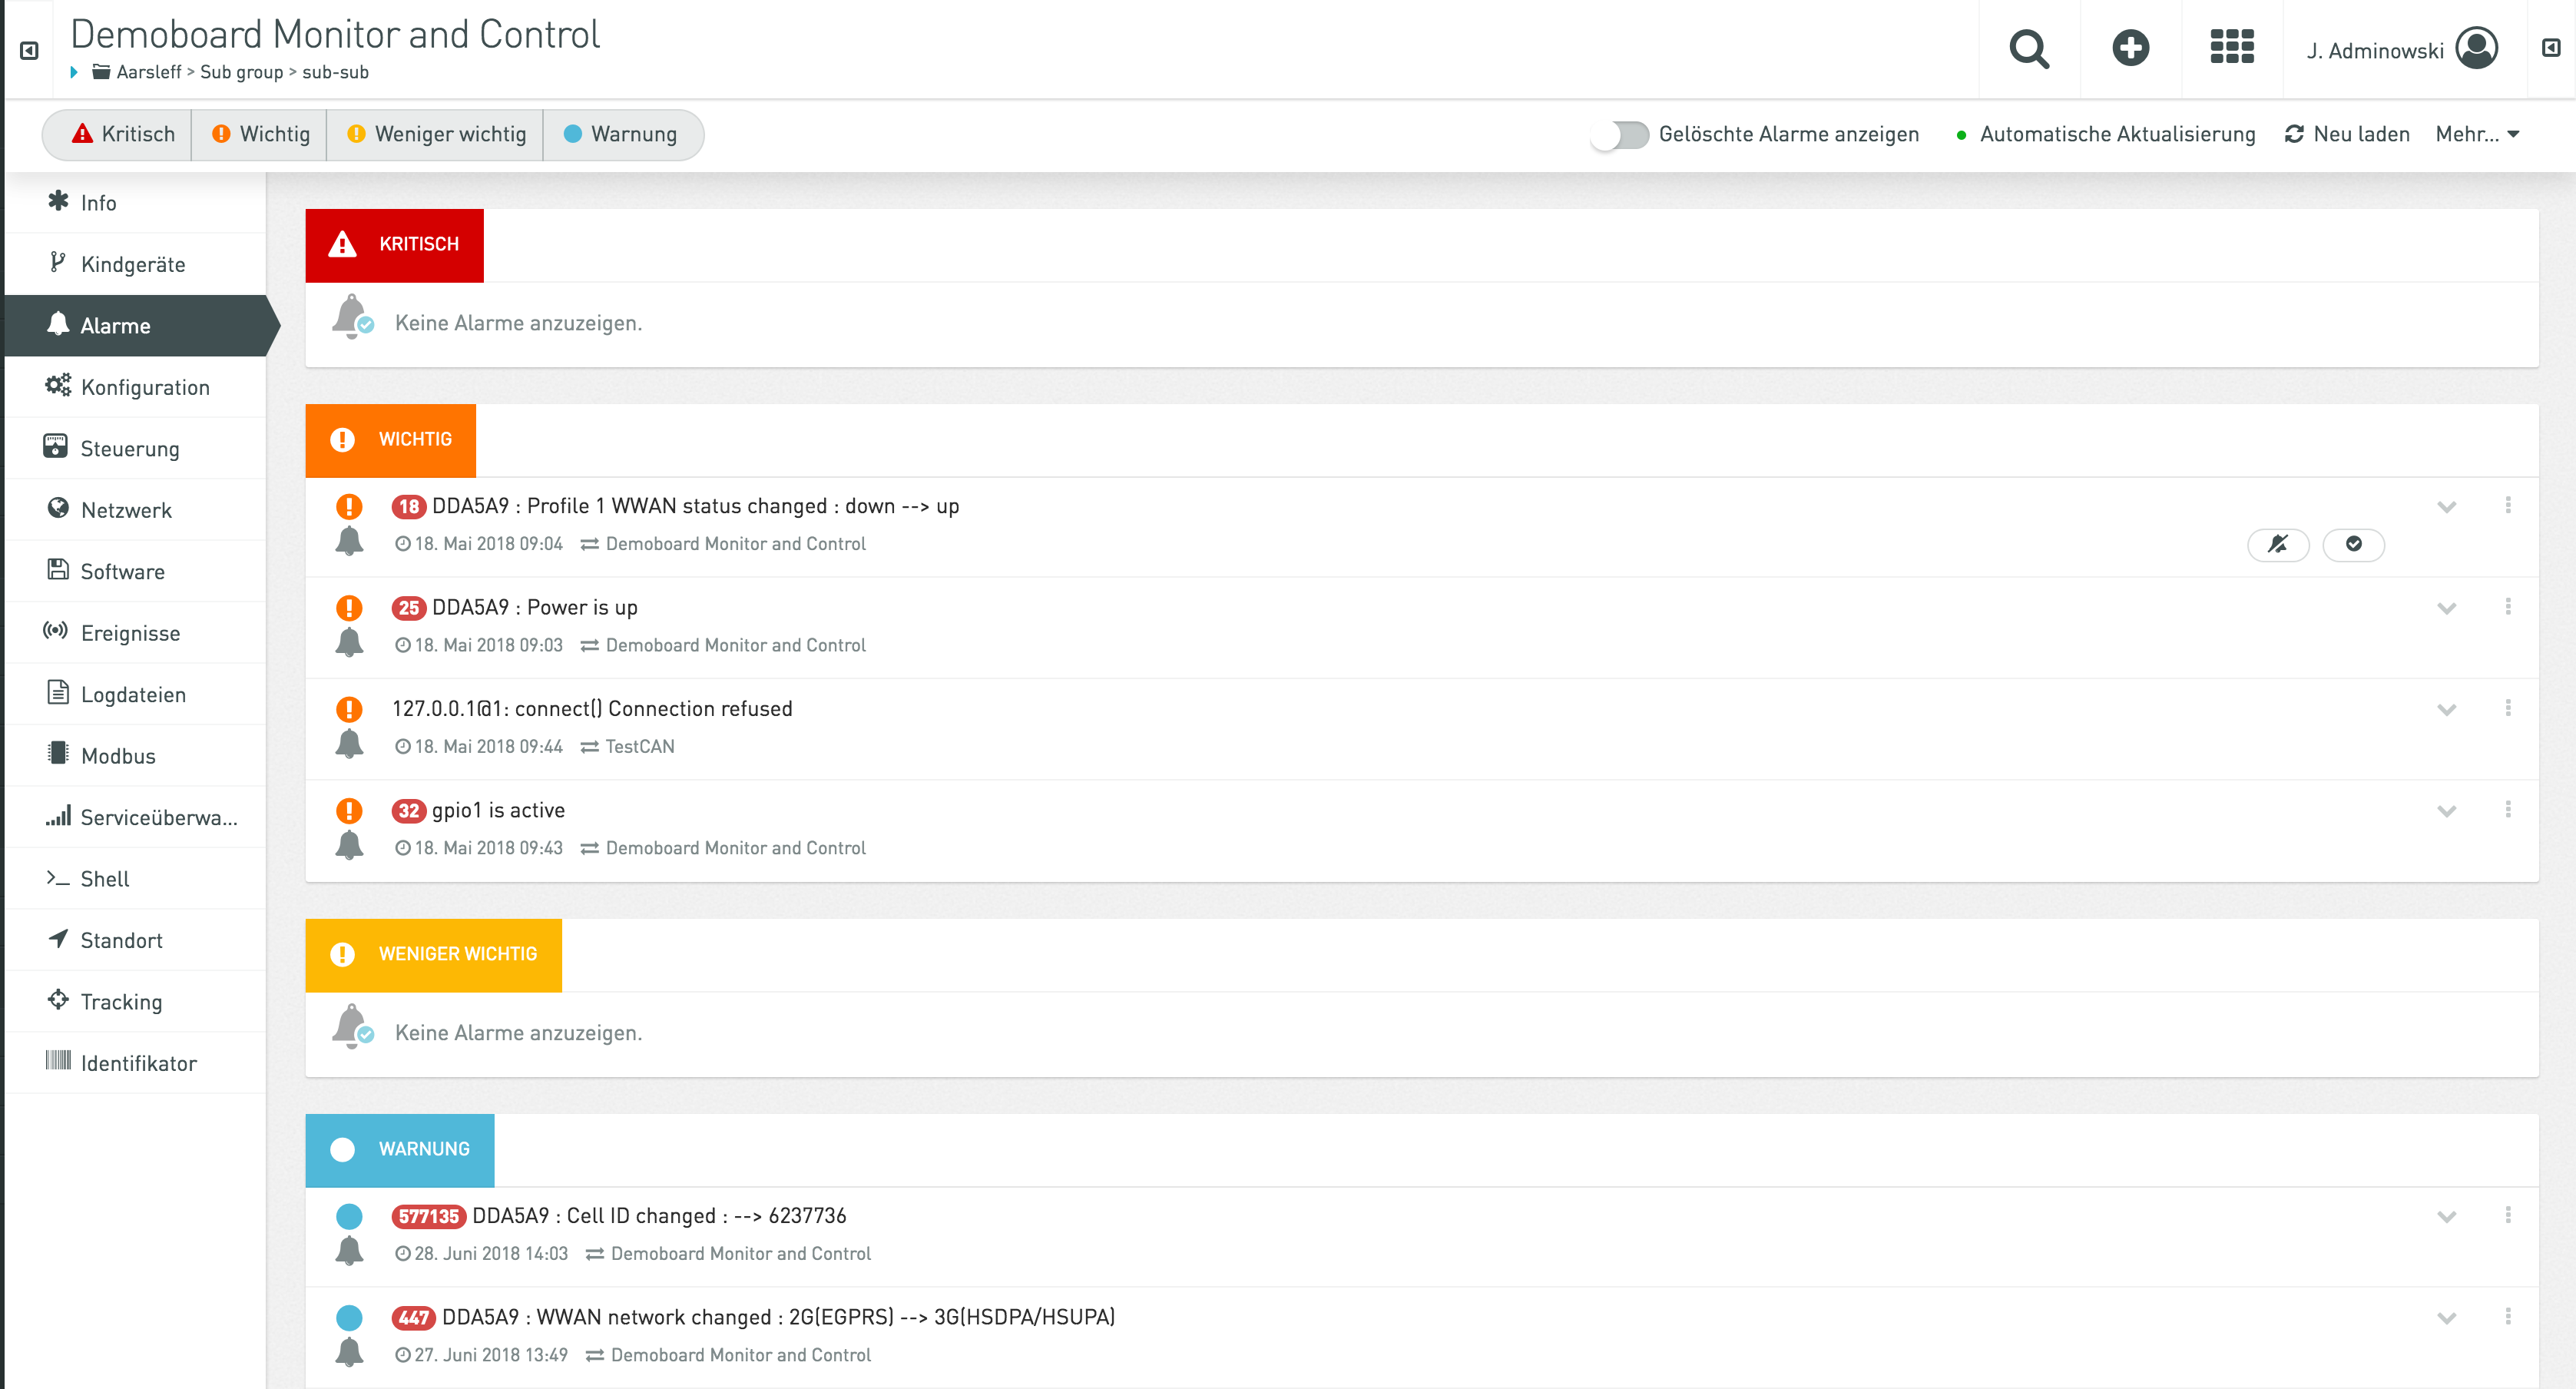 Demoboard Monitor and Control
Aarsleff > Sub group > sub-sub
J. Adminowski
Kritisch
Wichtig
Weniger wichtig
Warnung
Gelöschte Alarme anzeigen
Automatische Aktualisierung
Neu laden
Mehr...
Info
Kindgeräte
Alarme
Konfiguration
Steuerung
Netzwerk
Software
Ereignisse
Logdateien
Modbus
Serviceüberwa...
Shell
Standort
Tracking
Identifikator
KRITISCH
Keine Alarme anzuzeigen.
WICHTIG
18 DDA5A9 : Profile 1 WWAN status changed : down --> up
18. Mai 2018 09:04 Demoboard Monitor and Control
25 DDA5A9 : Power is up
18. Mai 2018 09:03 Demoboard Monitor and Control
127.0.0.1@1: connect() Connection refused
18. Mai 2018 09:44 TestCAN
32 gpio1 is active
18. Mai 2018 09:43 Demoboard Monitor and Control
WENIGER WICHTIG
Keine Alarme anzuzeigen.
WARNUNG
577135 DDA5A9 : Cell ID changed : --> 6237736
28. Juni 2018 14:03 Demoboard Monitor and Control
447 DDA5A9 : WWAN network changed : 2G(EGPRS) --> 3G(HSDPA/HSUPA)
27. Juni 2018 13:49 Demoboard Monitor and Control